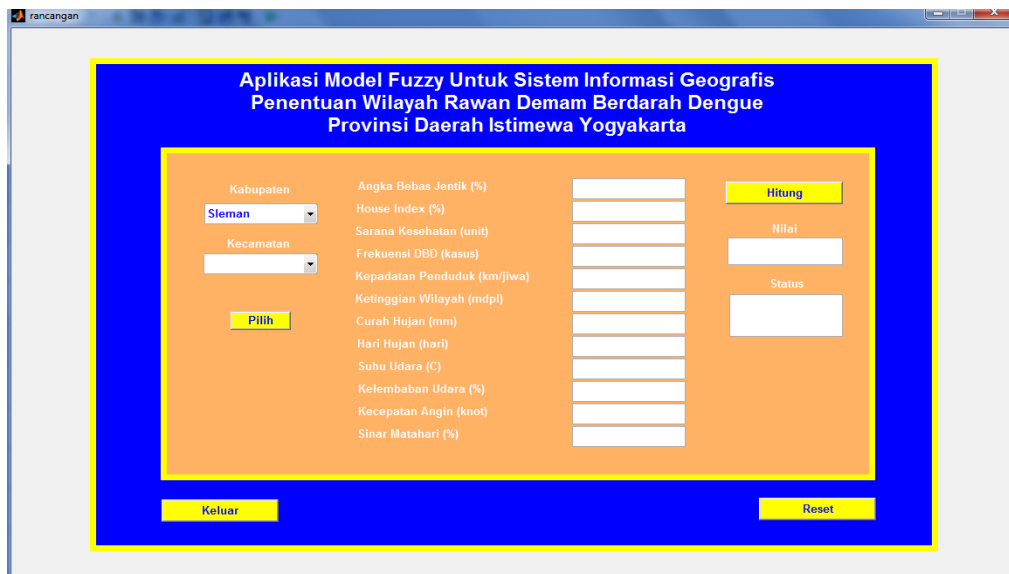 rancangan
Aplikasi Model Fuzzy Untuk Sistem Informasi Geografis
Penentuan Wilayah Rawan Demam Berdarah Dengue
Provinsi Daerah Istimewa Yogyakarta
Kabupaten
Sleman
Kecamatan
Pilih
Angka Bebas Jentik (%)
House Index (%)
Sarana Kesehatan (unit)
Frekuensi DBD (kasus)
Kepadatan Penduduk (km/jiwa)
Ketinggian Wilayah (mdpl)
Curah Hujan (mm)
Hari Hujan (hari)
Suhu Udara (C)
Kelembaban Udara (%)
Kecepatan Angin (knot)
Sinar Matahari (%)
Hitung
Nilai
Status
Keluar
Reset